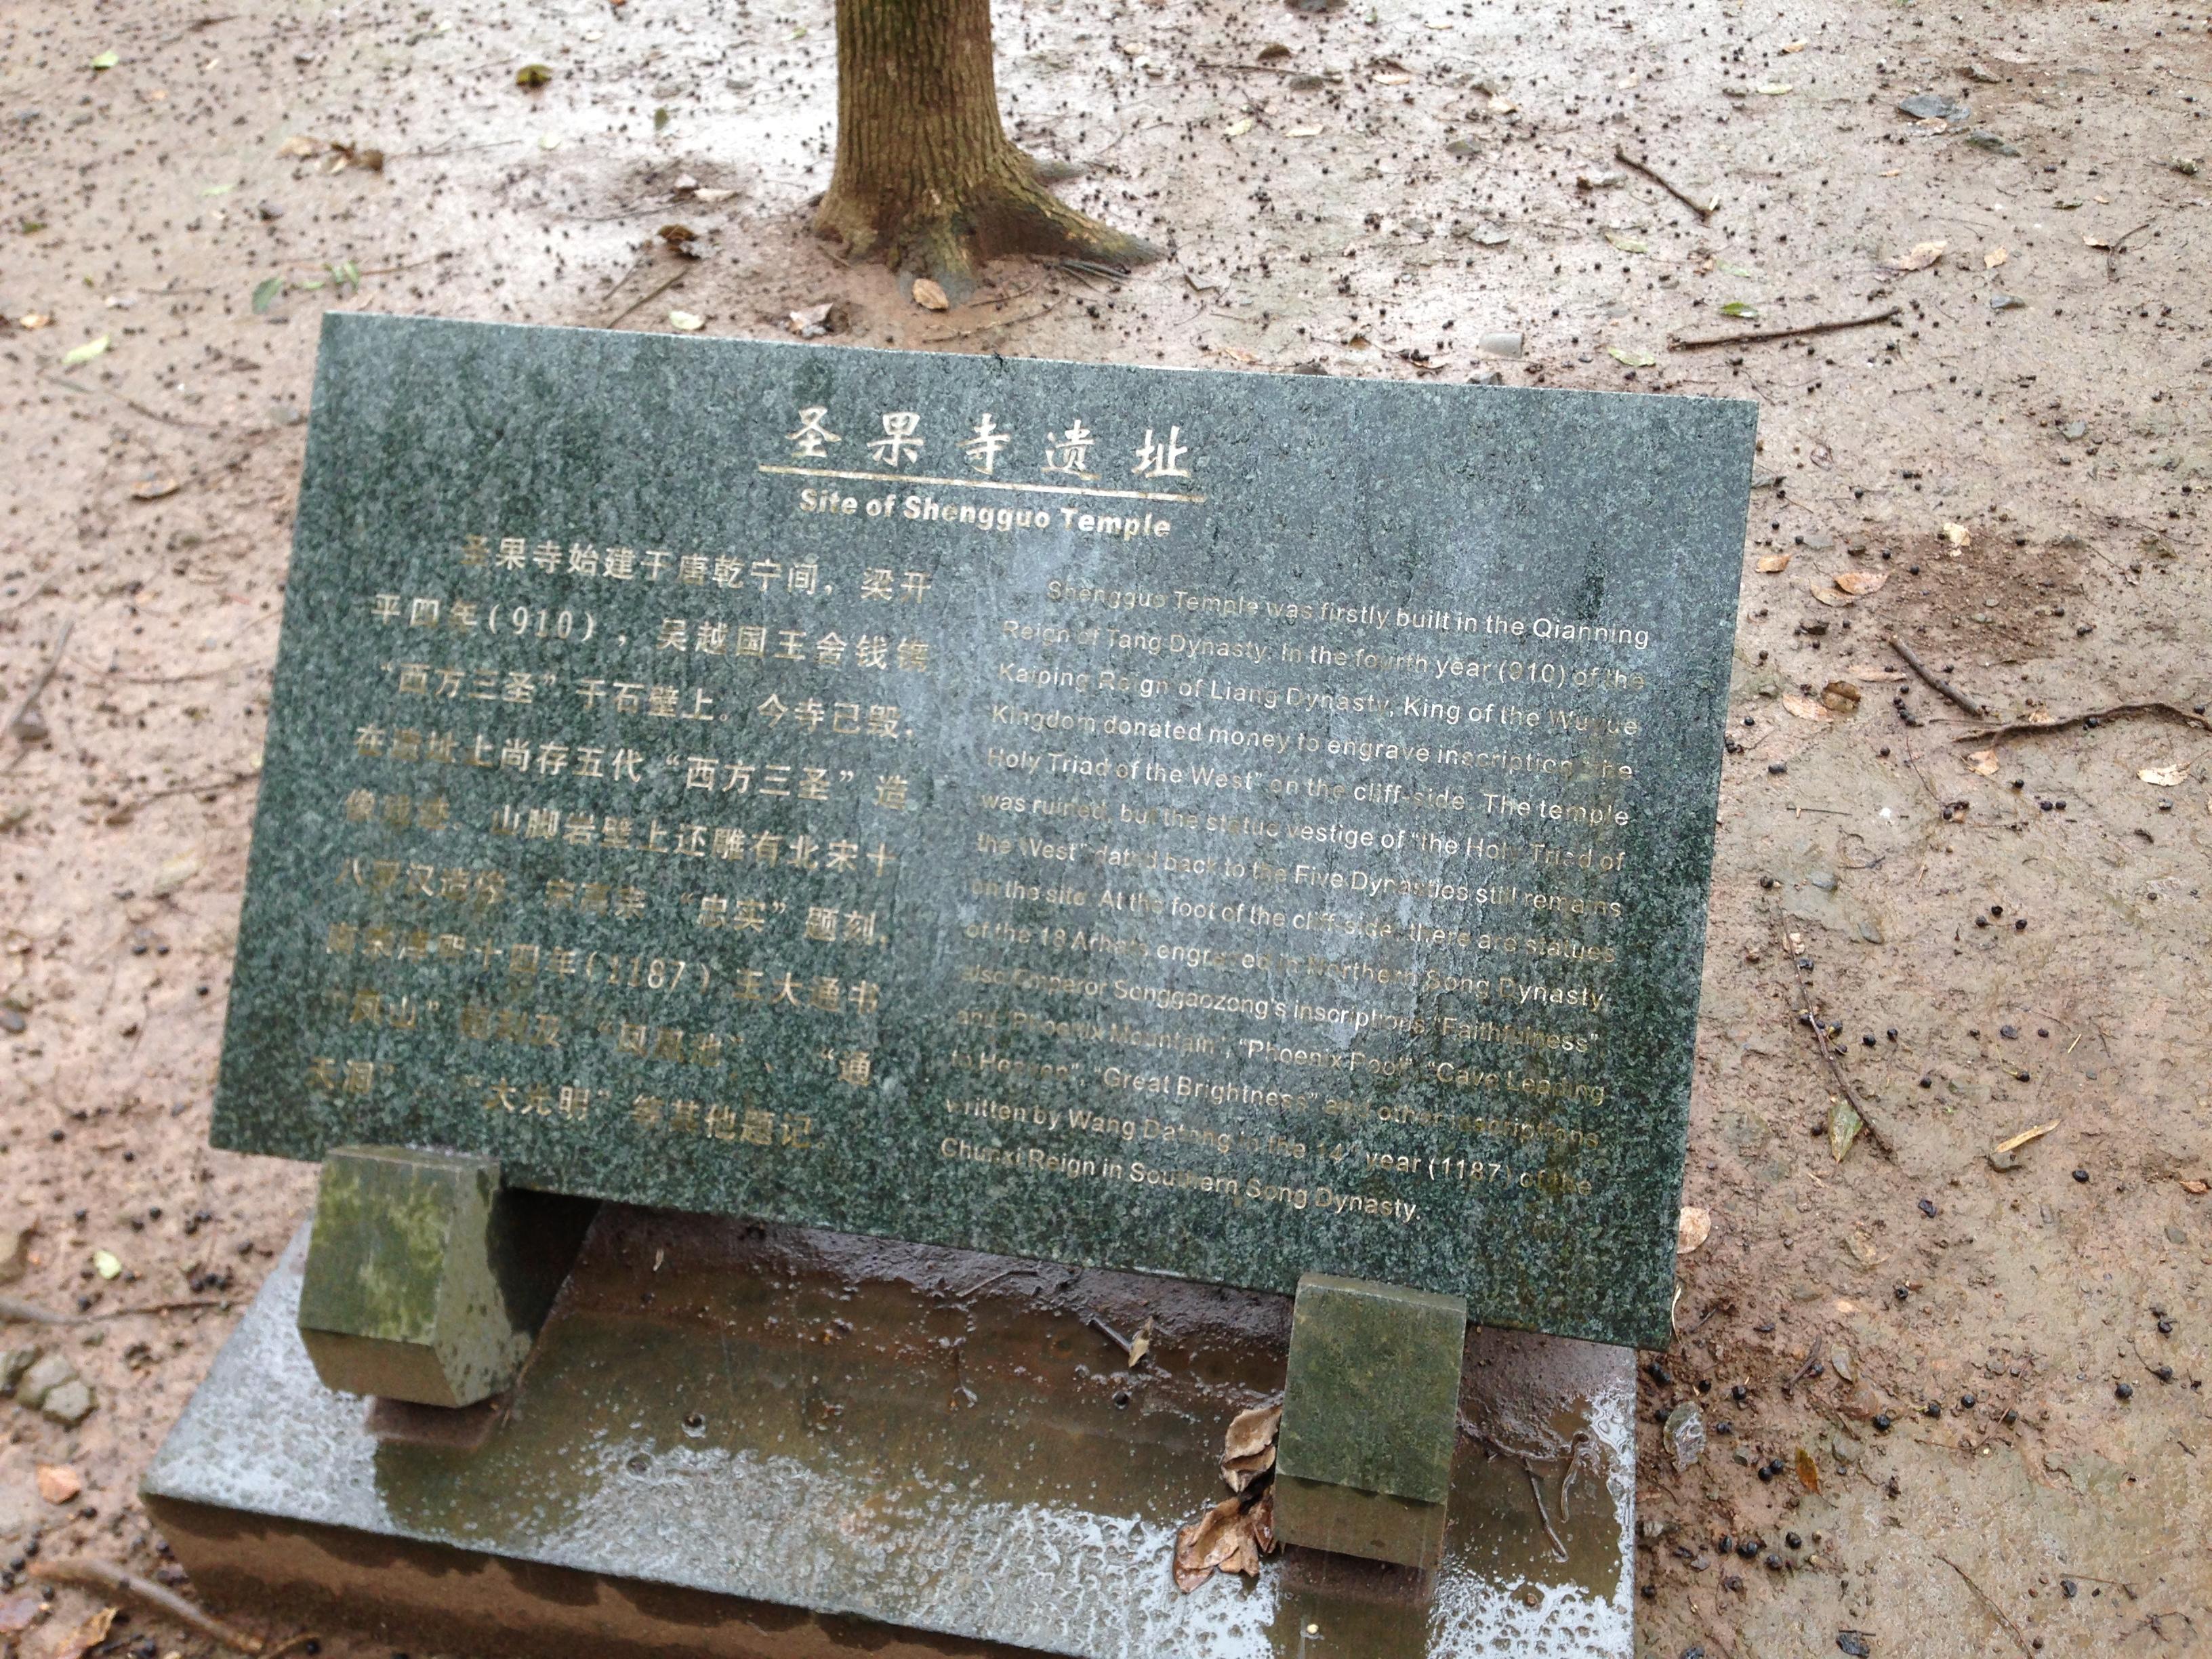 圣果寺遗址
Site of Shengguo Temple
圣果寺始建于唐乾宁间，梁开
平四年(910)，吴越国王舍钱镌
“西方三圣”于石壁上。今寺已毁，
在遗址上尚存五代“西方三圣”造
像残迹。山脚岩壁上还雕有北宋十
八罗汉造像、宋高宗“忠实”题刻，
南宋淳熙十四年(1187)王大通书
“凤山”题刻及“凤凰池”、“通
天洞”、“大光明”等其他题记。
Shengguo Temple was firstly built in the Qianning
Reign of Tang Dynasty. In the fourth year (910) of the
Kaiping Reign of Liang Dynasty, King of the Wuyue
Kingdom donated money to engrave inscription "the
Holy Triad of the West" on the cliff-side. The temple
was ruined, but the statue vestige of "the Holy Triad of
the West" dated back to the Five Dynasties still remains
on the site. At the foot of the cliff-side, there are statues
of the 18 Arhats engraved in Northern Song Dynasty,
also Emperor Songgaozong's inscriptions "Faithfulness"
and "Phoenix Mountain", "Phoenix Pool", "Cave Leading
to Heaven", "Great Brightness" and other inscriptions
written by Wang Datong in the 14th year (1187) of the
Chunxi Reign in Southern Song Dynasty.